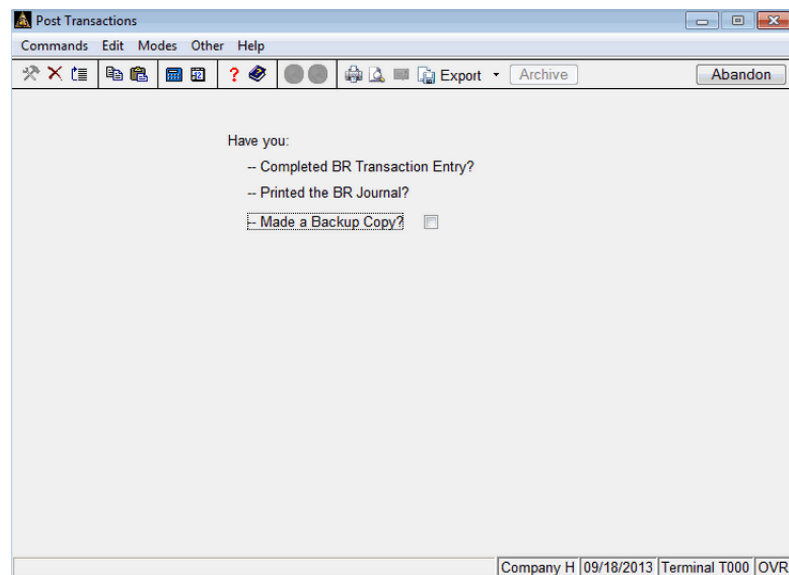 Post Transactions
Commands Edit Modes Other Help
? Export Archive Abandon
Have you:
-- Completed BR Transaction Entry?
-- Printed the BR Journal?
-- Made a Backup Copy?
Company H 09/18/2013 Terminal T000 OVR